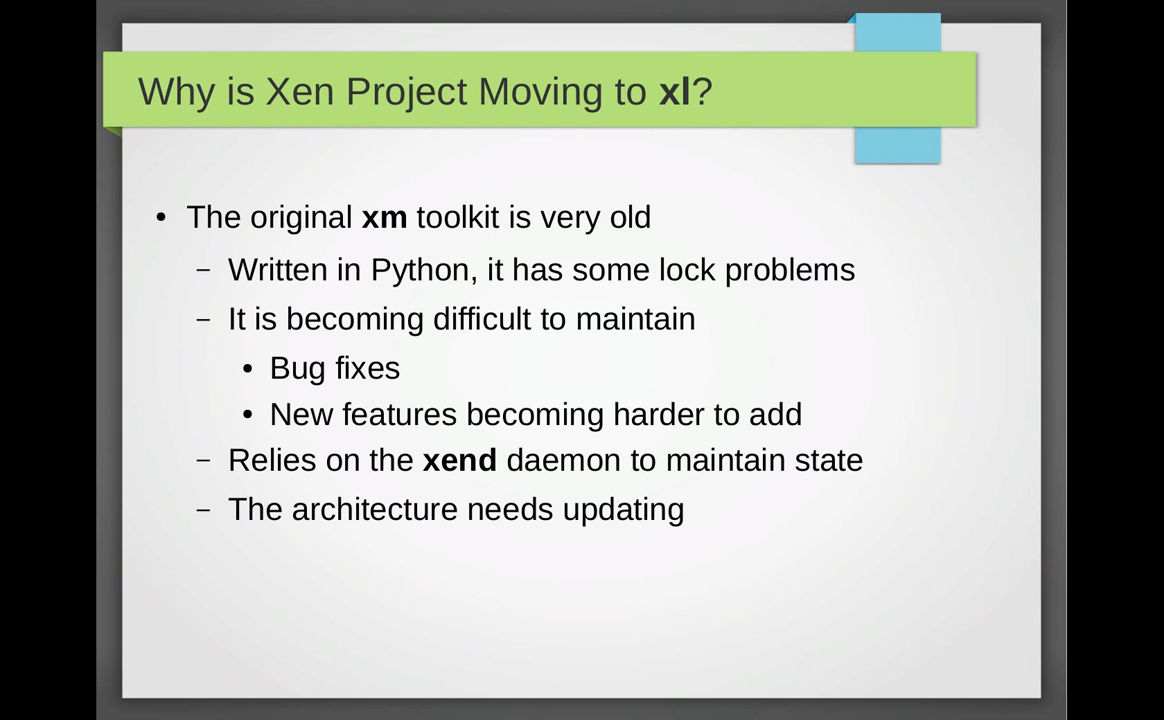 Why is Xen Project Moving to xl?
• The original xm toolkit is very old
– Written in Python, it has some lock problems
– It is becoming difficult to maintain
• Bug fixes
• New features becoming harder to add
– Relies on the xend daemon to maintain state
– The architecture needs updating